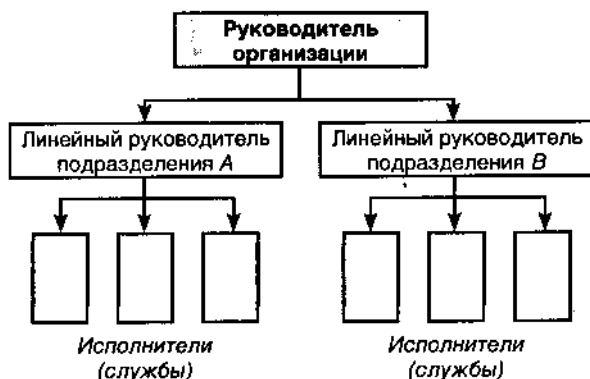 Руководитель
организации
Линейный руководитель
подразделения А
Линейный руководитель
подразделения В
Исполнители
(службы)
Исполнители
(службы)